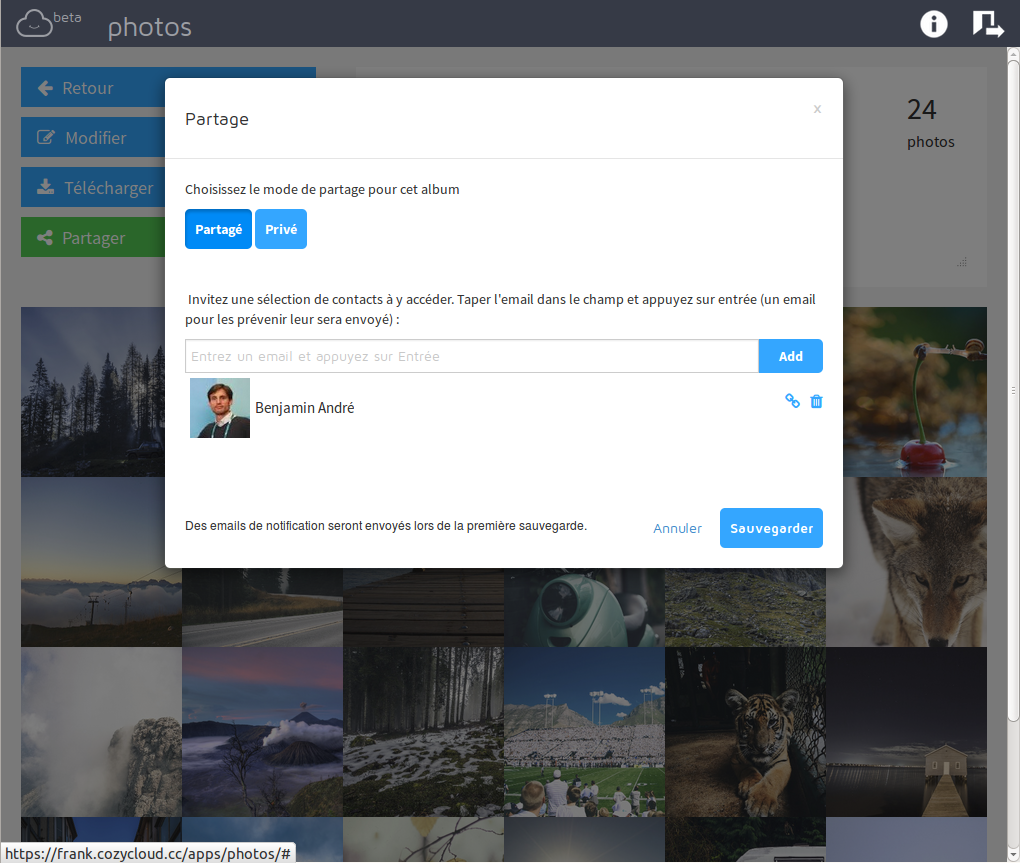 beta
photos
Retour
Modifier
Télécharger
Partager
24
photos
Partage
x
Choisissez le mode de partage pour cet album
Partagé
Privé
Invitez une sélection de contacts à y accéder. Taper l'email dans le champ et appuyez sur entrée (un email
pour les prévenir leur sera envoyé) :
Entrez un email et appuyez sur Entrée
Add
Benjamin André
Des emails de notification seront envoyés lors de la première sauvegarde.
Annuler
Sauvegarder
https://frank.cozycloud.cc/apps/photos/#